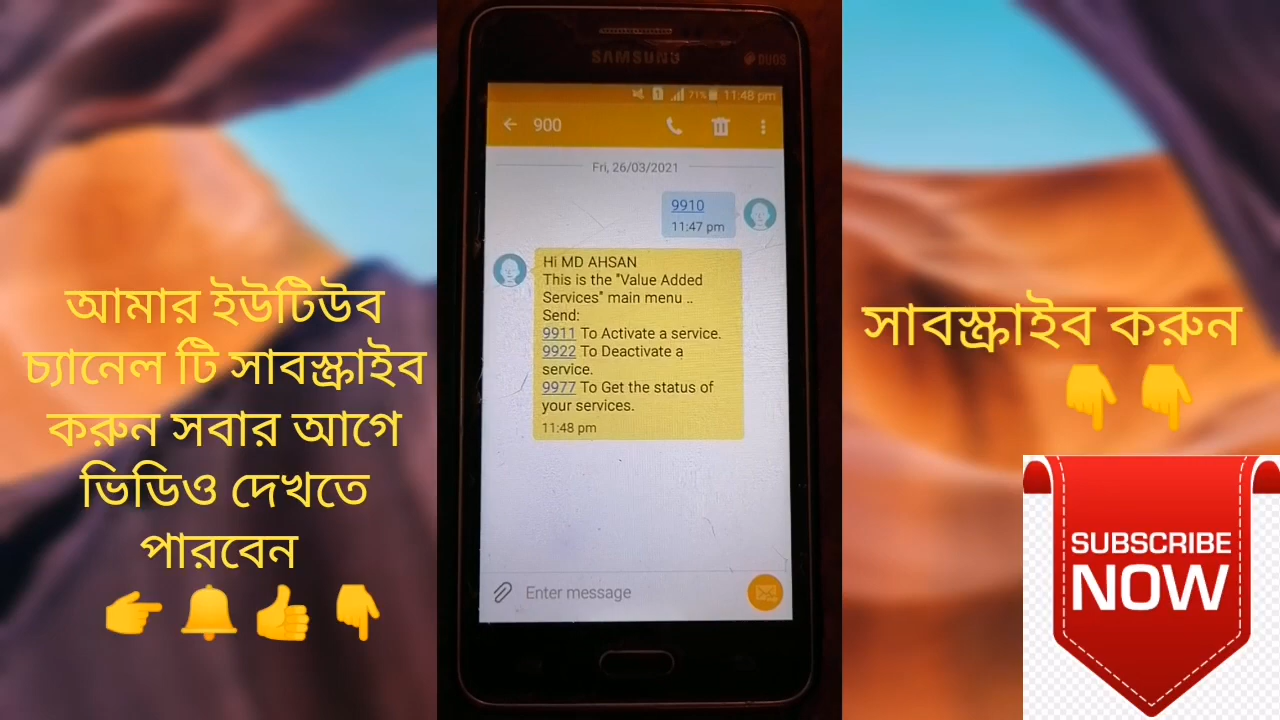 আমার ইউটিউব
চ্যানেল টি সাবস্ক্রাইব
করুন সবার আগে
ভিডিও দেখতে
পারবেন
SAMSUNG
DUOS
71% 11:48 pm
900
Fri, 26/03/2021
9910
11:47 pm
Hi MD AHSAN
This is the "Value Added
Services" main menu ..
Send:
9911 To Activate a service.
9922 To Deactivate a
service.
9977 To Get the status of
your services.
11:48 pm
Enter message
সাবস্ক্রাইব করুন
SUBSCRIBE
NOW